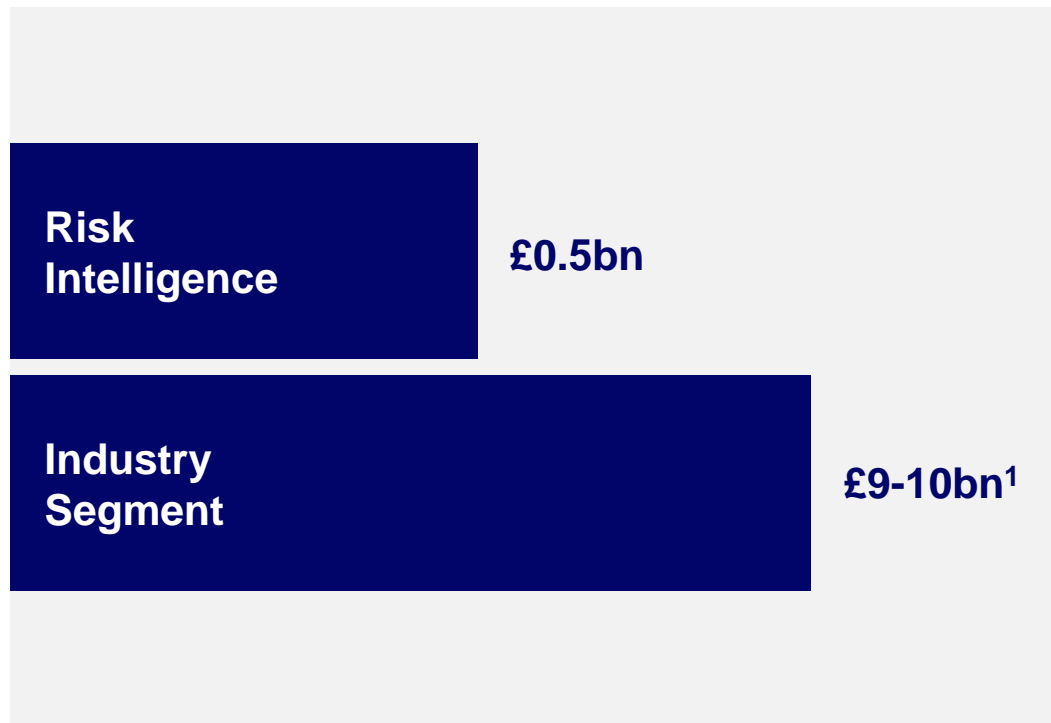 Risk
Intelligence
£0.5bn
Industry
Segment
£9-10bn¹